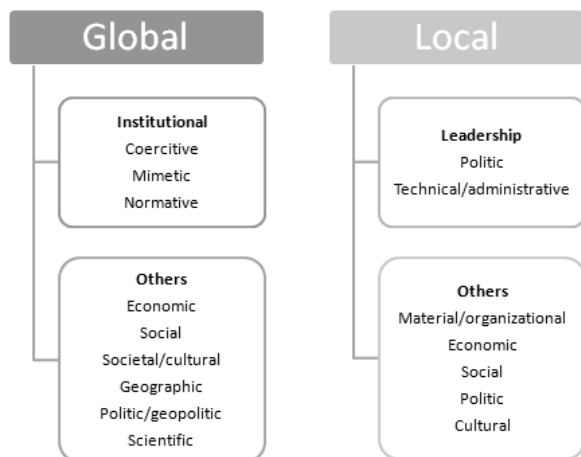 Global
Institutional
Coercitive
Mimetic
Normative
Others
Economic
Social
Societal/cultural
Geographic
Politic/geopolitic
Scientific
Local
Leadership
Politic
Technical/administrative
Others
Material/organizational
Economic
Social
Politic
Cultural